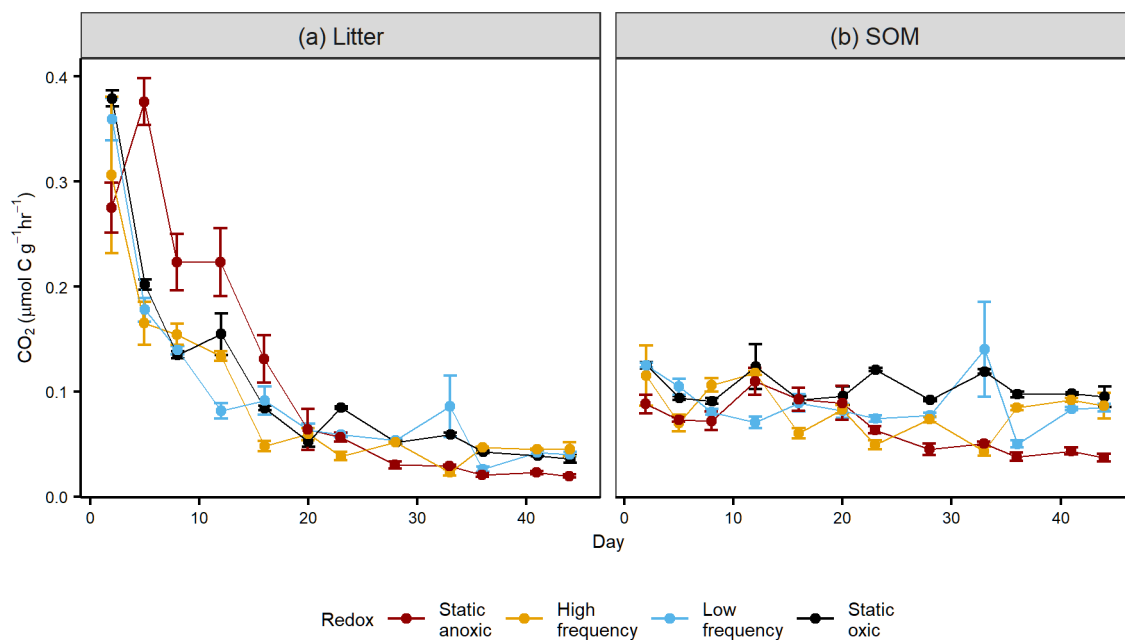 (a) Litter
(b) SOM
CO₂ (μmol C g⁻¹hr⁻¹)
0.4
0.3
0.2
0.1
0.0
0 10 20 30 40
0 10 20 30 40
Day
Redox
Static
anoxic
High
frequency
Low
frequency
Static
oxic